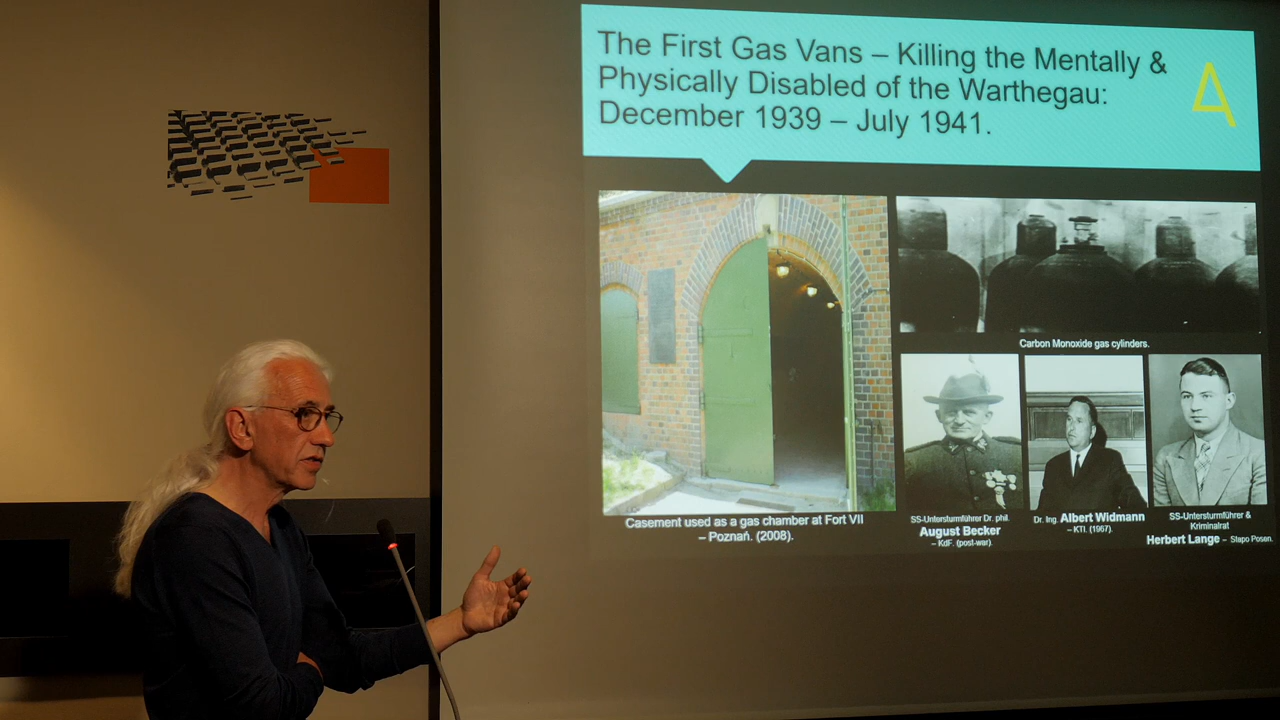 The First Gas Vans – Killing the Mentally &
Physically Disabled of the Warthegau:
December 1939 – July 1941.
Carbon Monoxide gas cylinders.
Casement used as a gas chamber at Fort VII
– Poznań. (2008).
SS-Untersturmführer Dr. phil.
August Becker
– KdF. (post-war).
Dr. Ing. Albert Widmann
– KTI. (1967).
SS-Untersturmführer &
Kriminalrat
Herbert Lange – Stapo Posen.